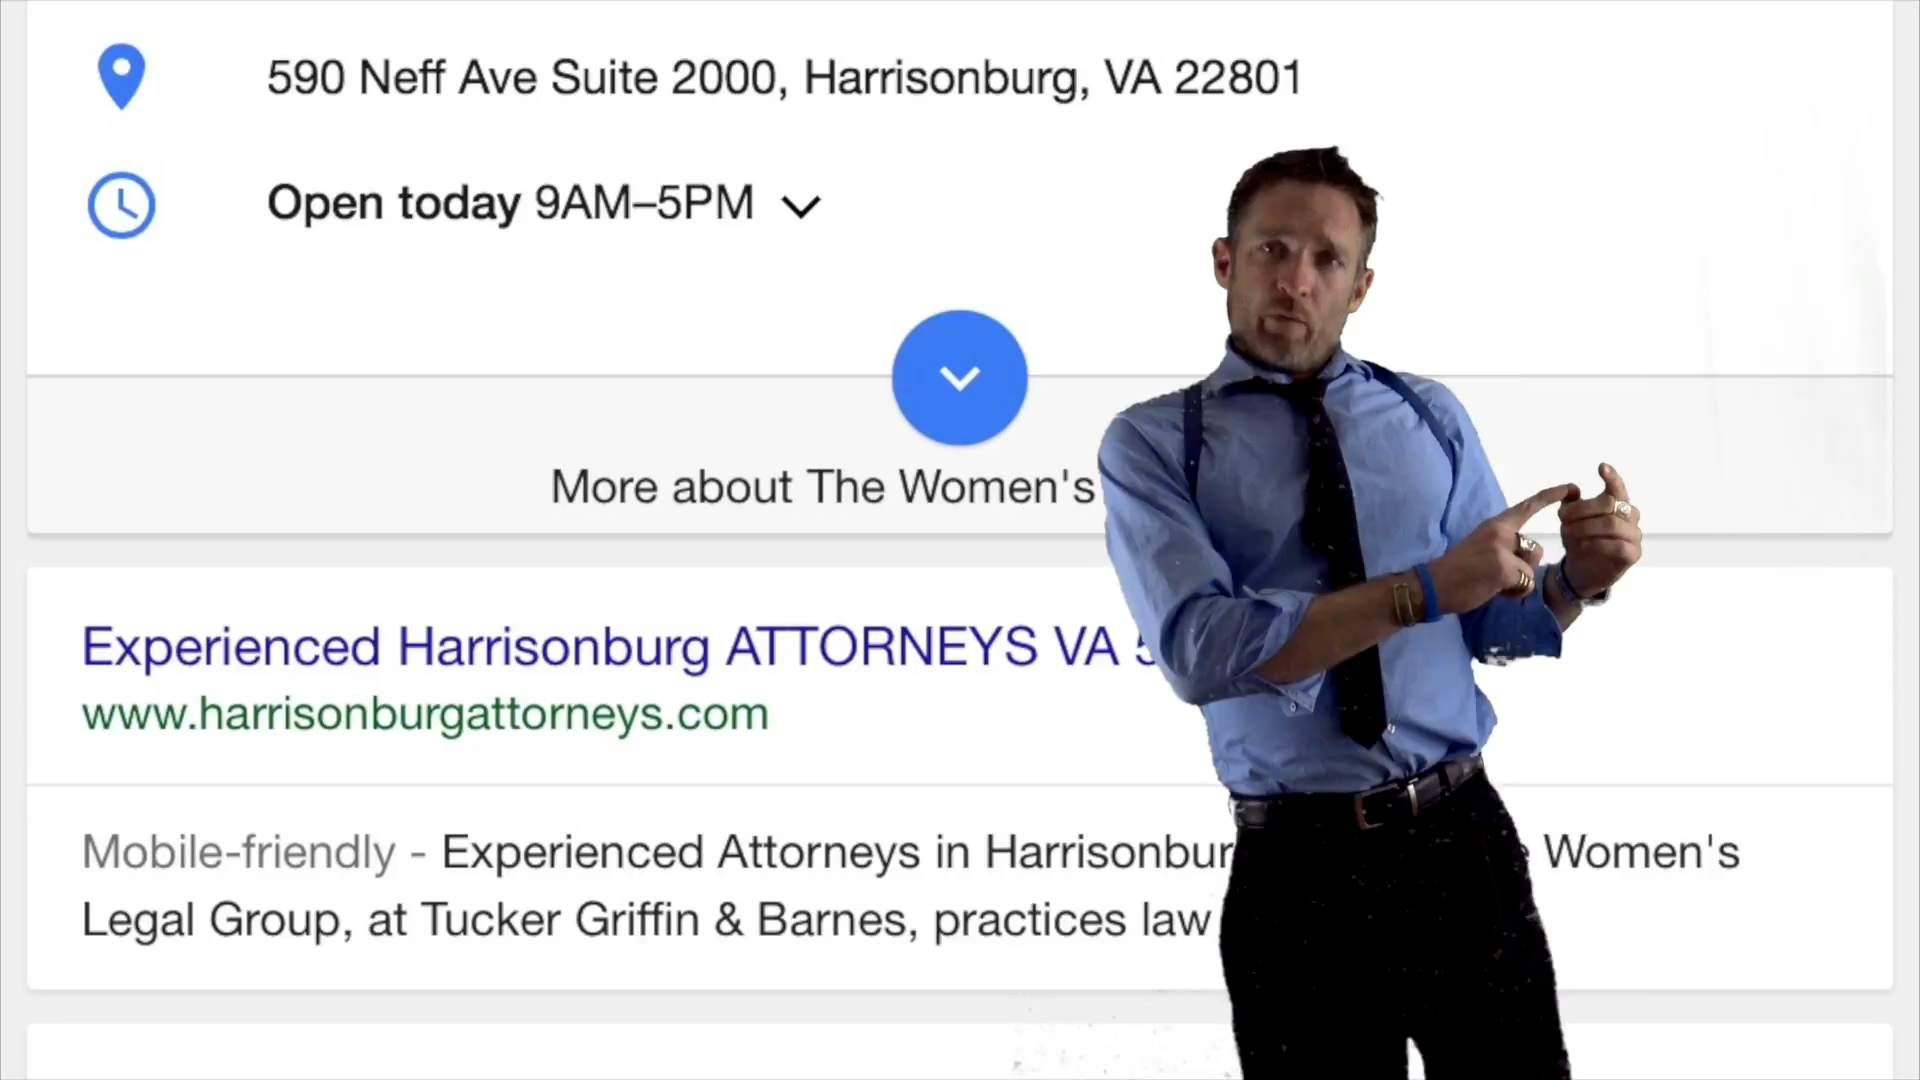 590 Neff Ave Suite 2000, Harrisonburg, VA 22801
Open today 9AM–5PM
More about The Women's
Experienced Harrisonburg ATTORNEYS VA
www.harrisonburgattorneys.com
Mobile-friendly - Experienced Attorneys in Harrisonbur Women's
Legal Group, at Tucker Griffin & Barnes, practices law